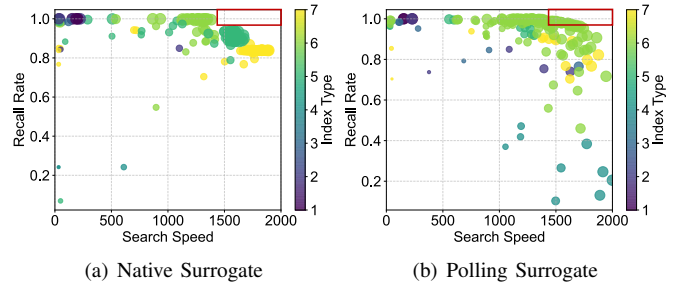 1.0
0.8
0.6
0.4
0.2
Recall Rate
0 500 1000 1500 2000
Search Speed
7
6
5
4
3
2
1
Index Type
(a) Native Surrogate
1.0
0.8
0.6
0.4
0.2
Recall Rate
0 500 1000 1500 2000
Search Speed
7
6
5
4
3
2
1
Index Type
(b) Polling Surrogate